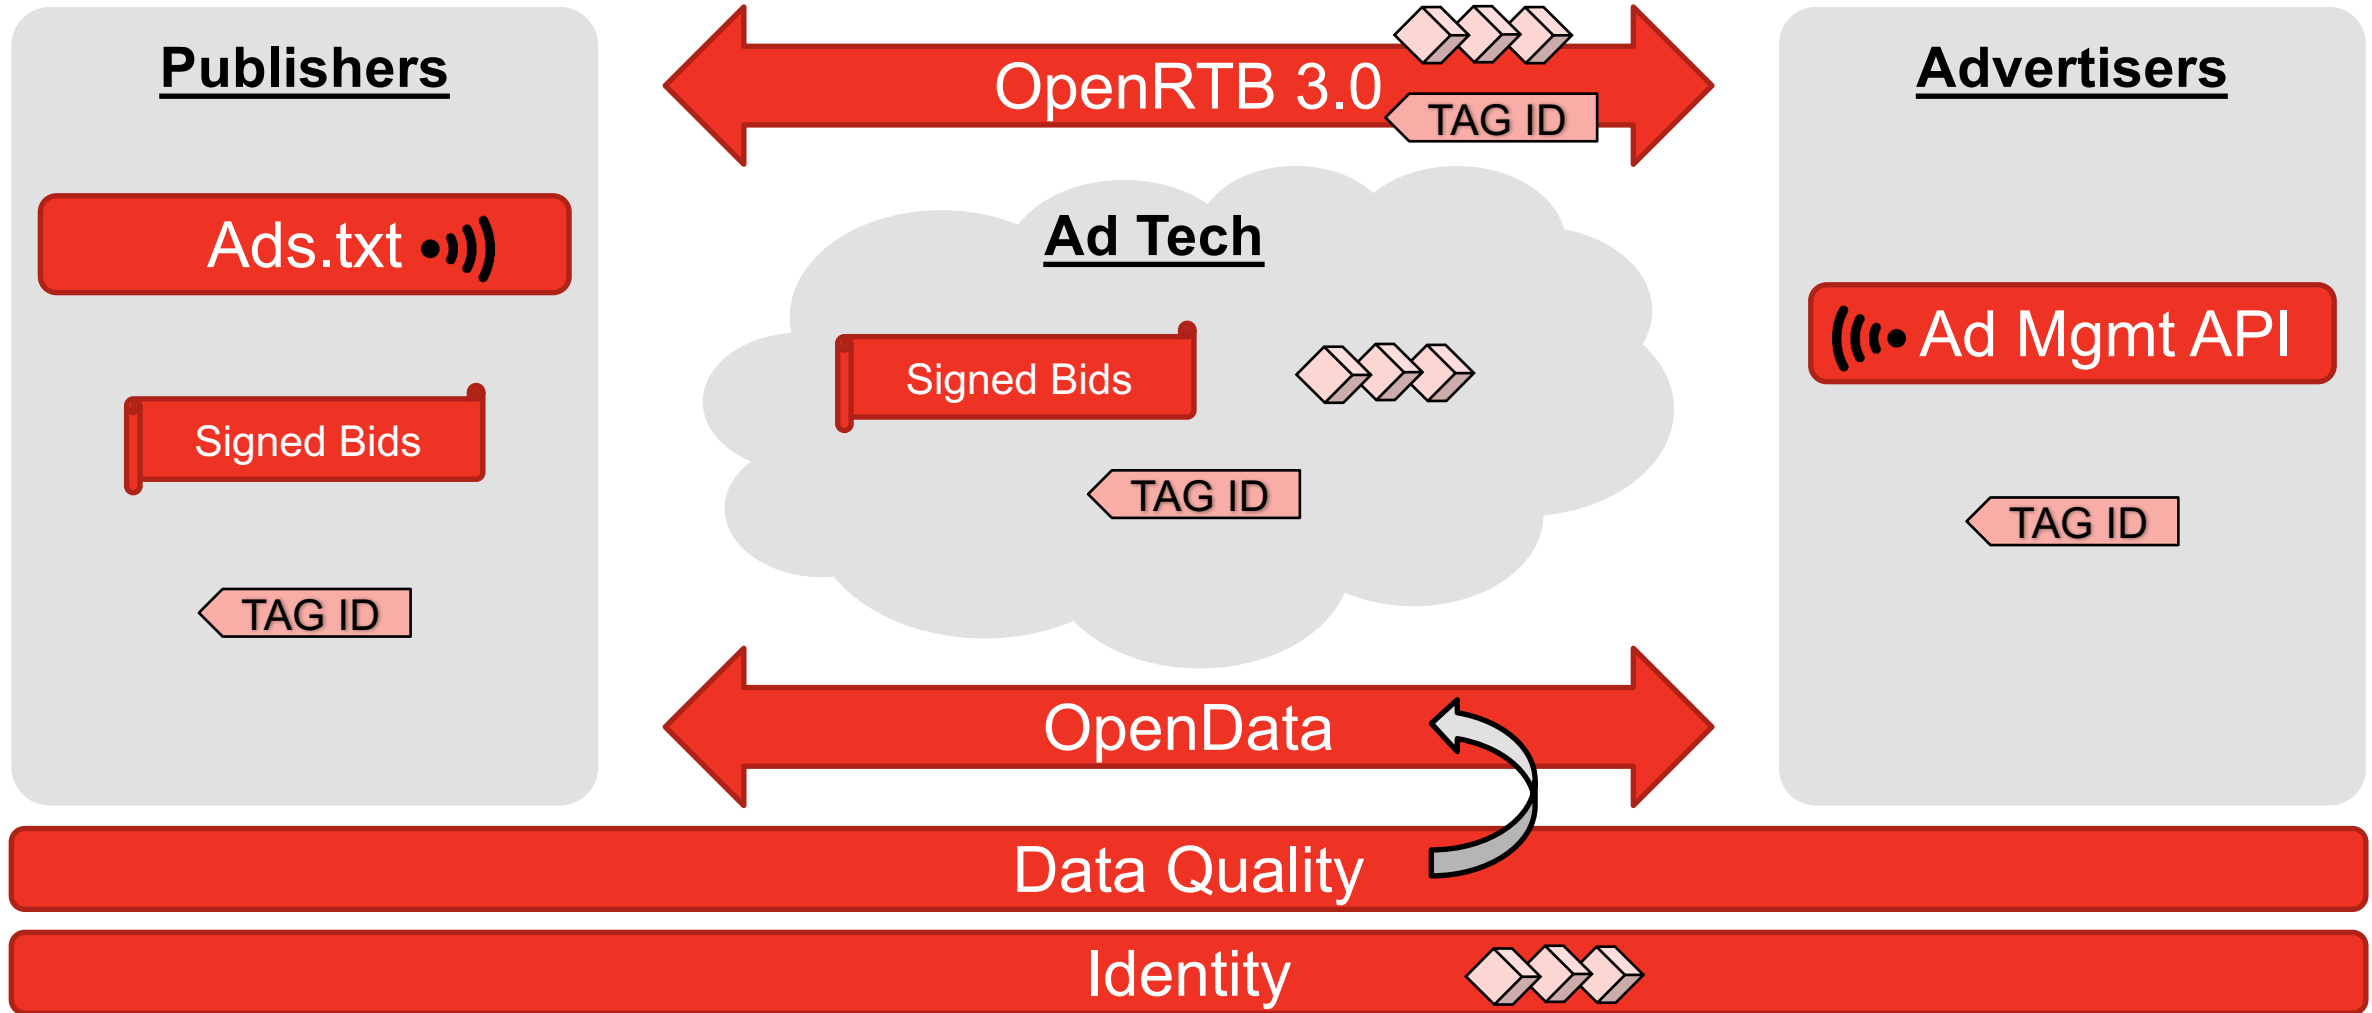 Publishers
Ads.txt
Signed Bids
TAG ID
OpenRTB 3.0
TAG ID
Ad Tech
Signed Bids
TAG ID
OpenData
Advertisers
Ad Mgmt API
TAG ID
Data Quality
Identity